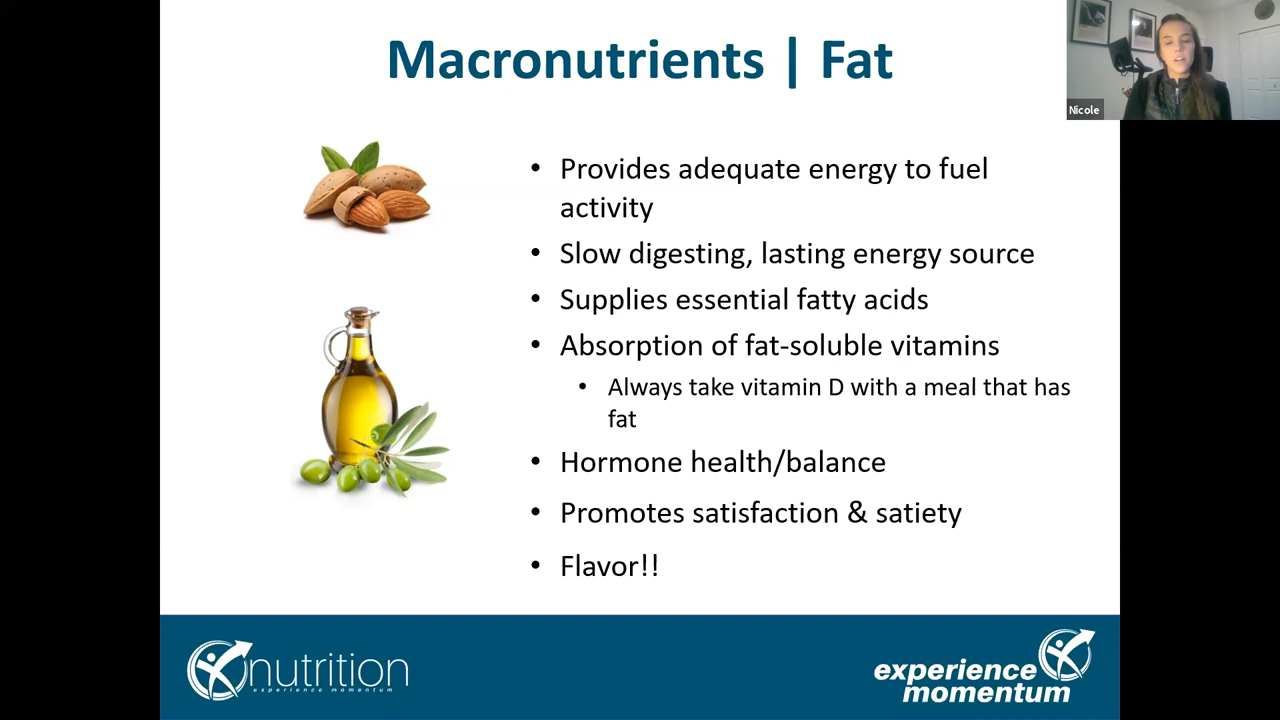 Macronutrients | Fat
Nicole
• Provides adequate energy to fuel
activity
• Slow digesting, lasting energy source
• Supplies essential fatty acids
• Absorption of fat-soluble vitamins
• Always take vitamin D with a meal that has
fat
• Hormone health/balance
• Promotes satisfaction & satiety
• Flavor!!
nutrition
experience momentum
experience
momentum